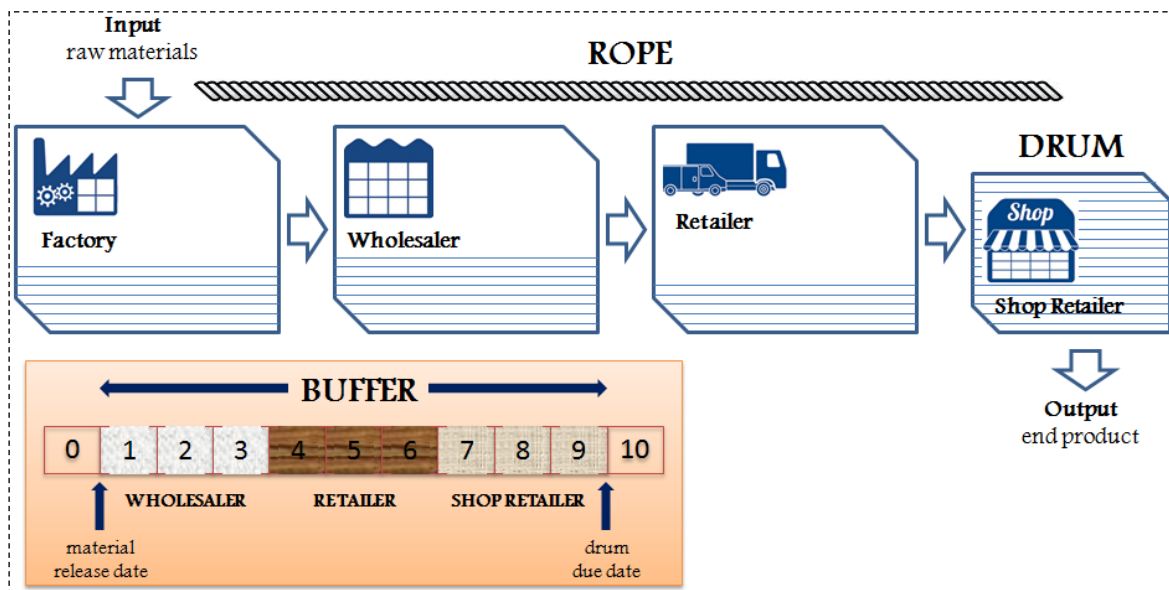 Input
raw materials
ROPE
DRUM
Factory
Wholesaler
Retailer
Shop
Shop Retailer
BUFFER
0 1 2 3 4 5 6 7 8 9 10
WHOLESALER RETAILER SHOP RETAILER
material
release date
drum
due date
Output
end product